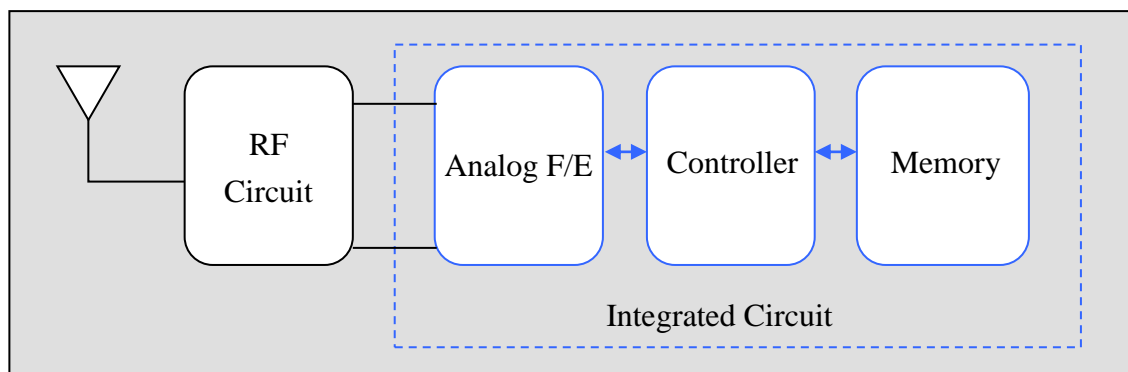 RF
Circuit
Analog F/E
Controller
Memory
Integrated Circuit